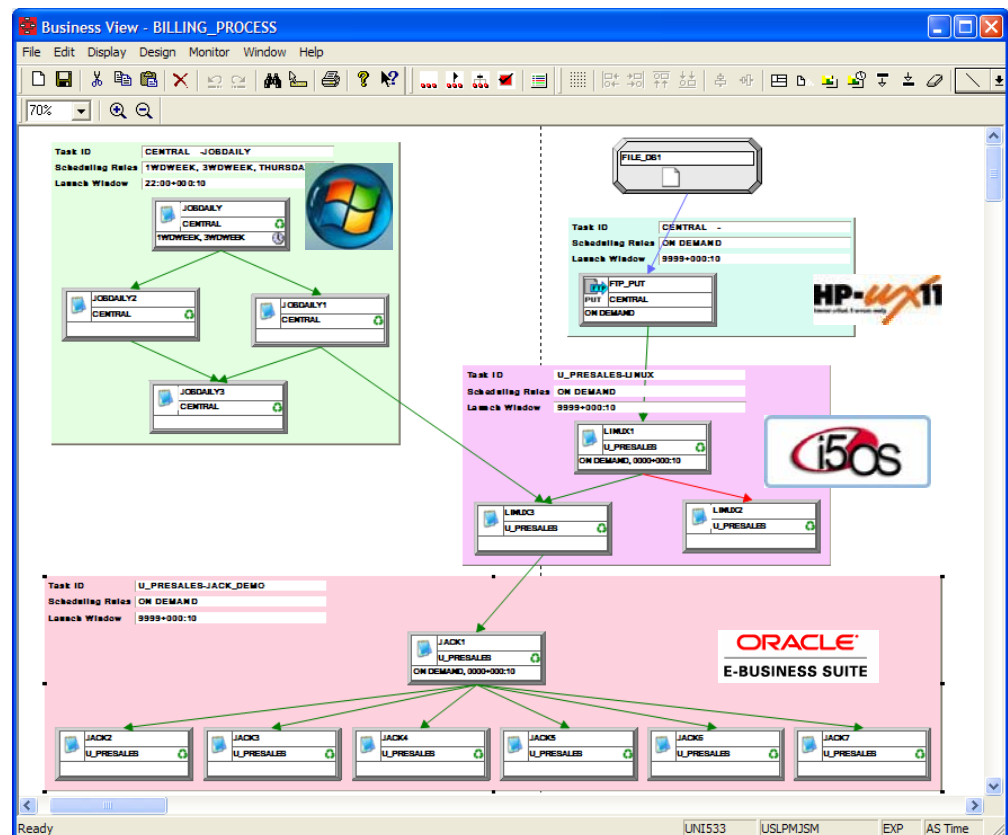 Business View - BILLING_PROCESS
File Edit Display Design Monitor Window Help
70%
Task ID CENTRAL -JOBDAILY
Scheduling Rules 1WDWEEK, 3WDWEEK, THURSDA
Launch Window 22:00+000:10
JOBDAILY
CENTRAL
1WDWEEK, 3WDWEEK
JOBDAILY2
CENTRAL
JOBDAILY1
CENTRAL
JOBDAILY3
CENTRAL
FILE_DB1
Task ID CENTRAL -
Scheduling Rules ON DEMAND
Launch Window 9999+000:10
FTP_PUT
PUT CENTRAL
ON DEMAND
HP-ux11
Task ID U_PRESALES-LINUX
Scheduling Rules ON DEMAND
Launch Window 9999+000:10
LINUX1
U_PRESALES
ON DEMAND, 0000+000:10
i5OS
LINUX3
U_PRESALES
LINUX2
U_PRESALES
Task ID U_PRESALES-JACK_DEMO
Scheduling Rules ON DEMAND
Launch Window 9999+000:10
JACK1
U_PRESALES
ON DEMAND, 0000+000:10
ORACLE
E-BUSINESS SUITE
JACK2
U_PRESALES
JACK3
U_PRESALES
JACK4
U_PRESALES
JACK5
U_PRESALES
JACK6
U_PRESALES
JACK7
U_PRESALES
Ready UNI533 USLPMJSM EXP AS Time